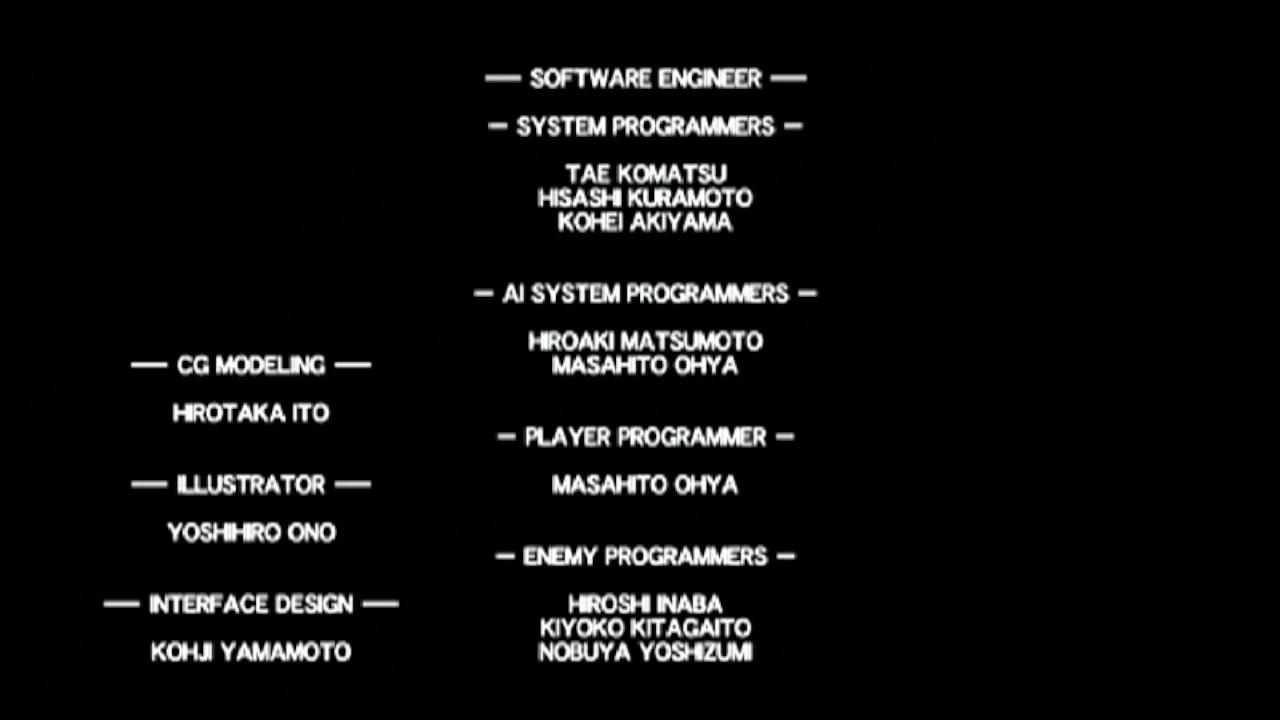 — CG MODELING —
HIROTAKA ITO
— ILLUSTRATOR —
YOSHIHIRO ONO
— INTERFACE DESIGN —
KOHJI YAMAMOTO
— SOFTWARE ENGINEER —
– SYSTEM PROGRAMMERS –
TAE KOMATSU
HISASHI KURAMOTO
KOHEI AKIYAMA
– AI SYSTEM PROGRAMMERS –
HIROAKI MATSUMOTO
MASAHITO OHYA
– PLAYER PROGRAMMER –
MASAHITO OHYA
– ENEMY PROGRAMMERS –
HIROSHI INABA
KIYOKO KITAGAITO
NOBUYA YOSHIZUMI